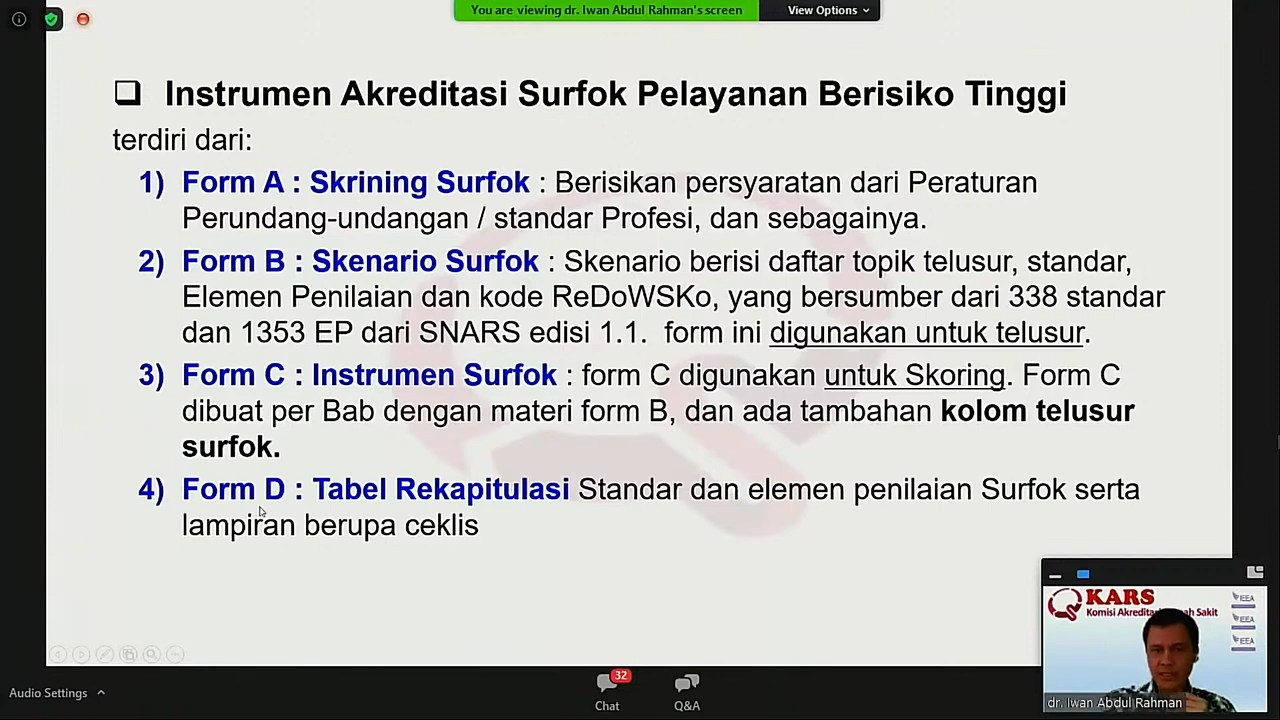 You are viewing dr. Iwan Abdul Rahman's screen
View Options
Instrumen Akreditasi Surfok Pelayanan Berisiko Tinggi
terdiri dari:
1) Form A : Skrining Surfok : Berisikan persyaratan dari Peraturan
Perundang-undangan / standar Profesi, dan sebagainya.
2) Form B : Skenario Surfok : Skenario berisi daftar topik telusur, standar,
Elemen Penilaian dan kode ReDoWSKo, yang bersumber dari 338 standar
dan 1353 EP dari SNARS edisi 1.1. form ini digunakan untuk telusur.
3) Form C : Instrumen Surfok : form C digunakan untuk Skoring. Form C
dibuat per Bab dengan materi form B, dan ada tambahan kolom telusur
surfok.
4) Form D : Tabel Rekapitulasi Standar dan elemen penilaian Surfok serta
lampiran berupa ceklis
KARS
Komisi Sakit
IEEA
IEEA
IEEA
dr. Iwan Abdul Rahman
Audio Settings
32
Chat
Q&A